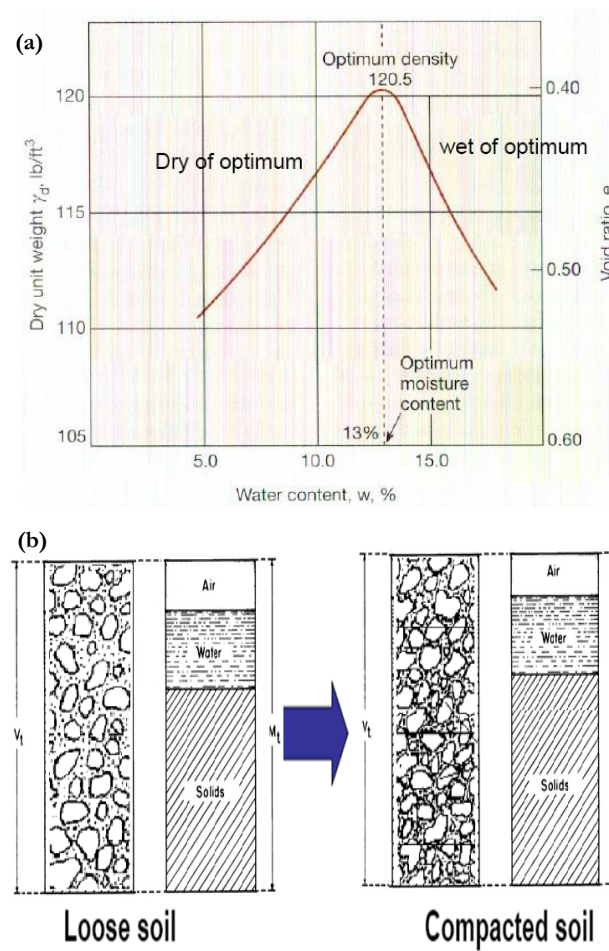 (a)
Optimum density
120.5
120
115
110
105
Dry unit weight γd, lb/ft³
Dry of optimum
wet of optimum
0.40
0.50
0.60
Void ratio, e
Optimum
moisture
content
13%
5.0
10.0
15.0
Water content, w, %
(b)
Vt
Air
Water
Solids
Mt
Vt
Air
Water
Solids
Loose soil
Compacted soil